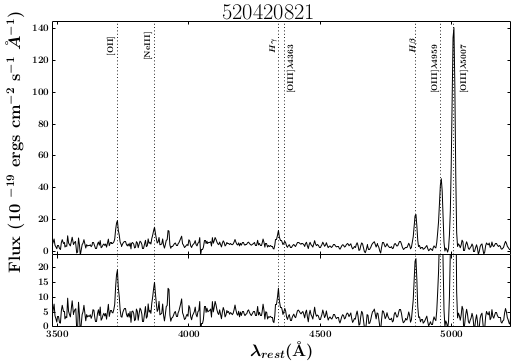 520420821
Flux (10⁻¹⁹ ergs cm⁻² s⁻¹ Å⁻¹)
140
120
100
80
60
40
20
0
[OII]
[NeIII]
Hγ
[OIII]λ4363
Hβ
[OIII]λ4959
[OIII]λ5007
20
15
10
5
0
3500 4000 4500 5000
λrest(Å)